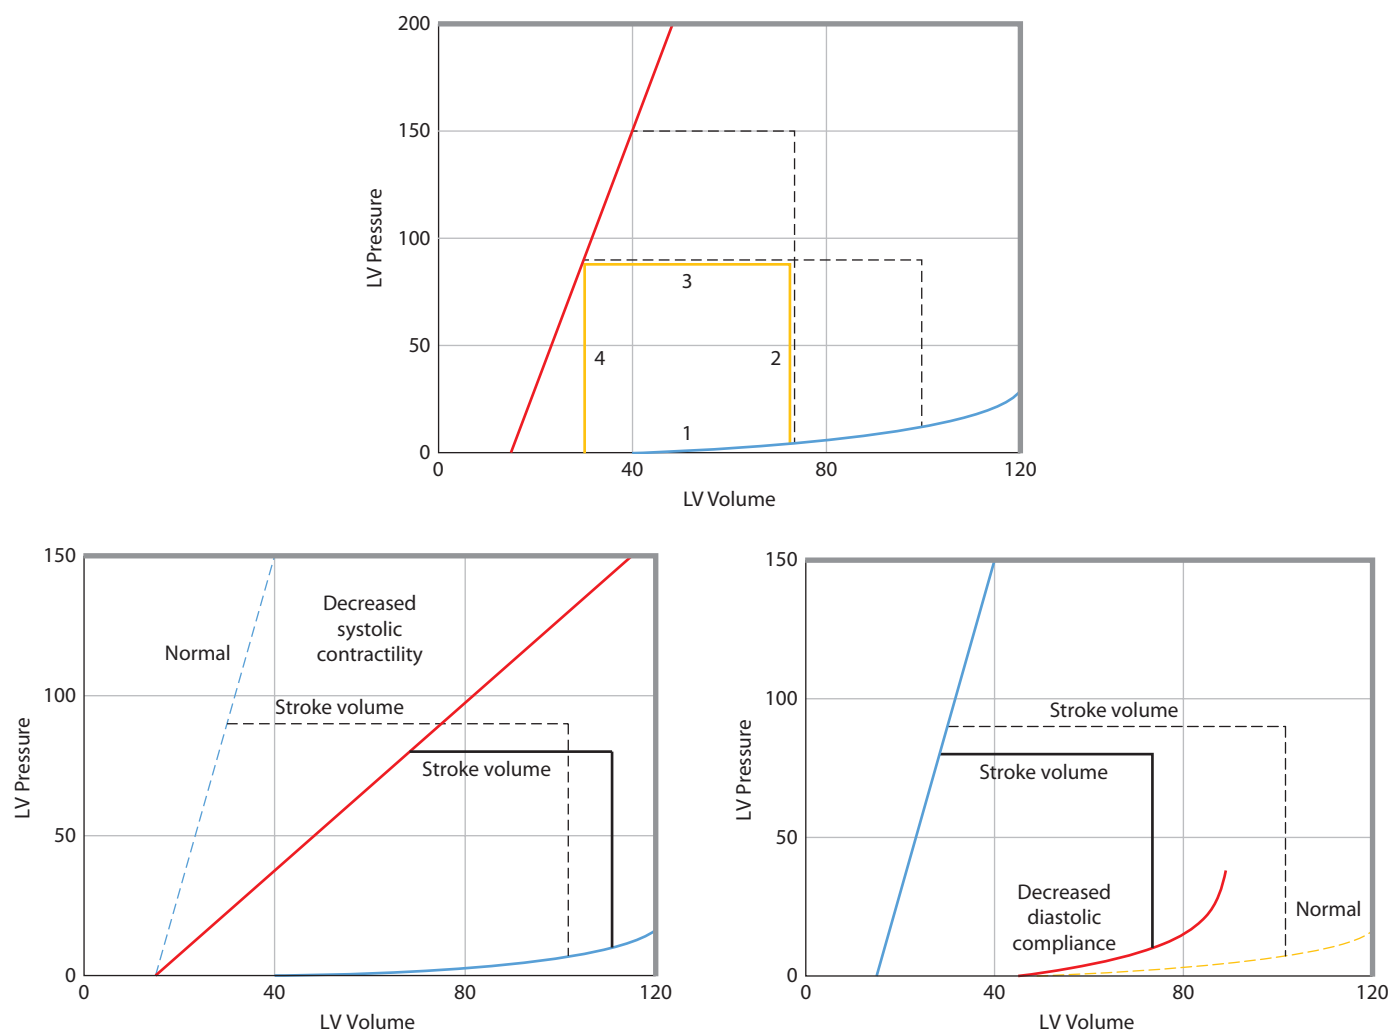 200
150
100
50
0
LV Pressure
3
4
2
1
0
40
80
120
LV Volume
150
100
50
0
LV Pressure
Decreased
systolic
contractility
Normal
Stroke volume
Stroke volume
0
40
80
120
LV Volume
150
100
50
0
LV Pressure
Stroke volume
Stroke volume
Decreased
diastolic
compliance
Normal
0
40
80
120
LV Volume